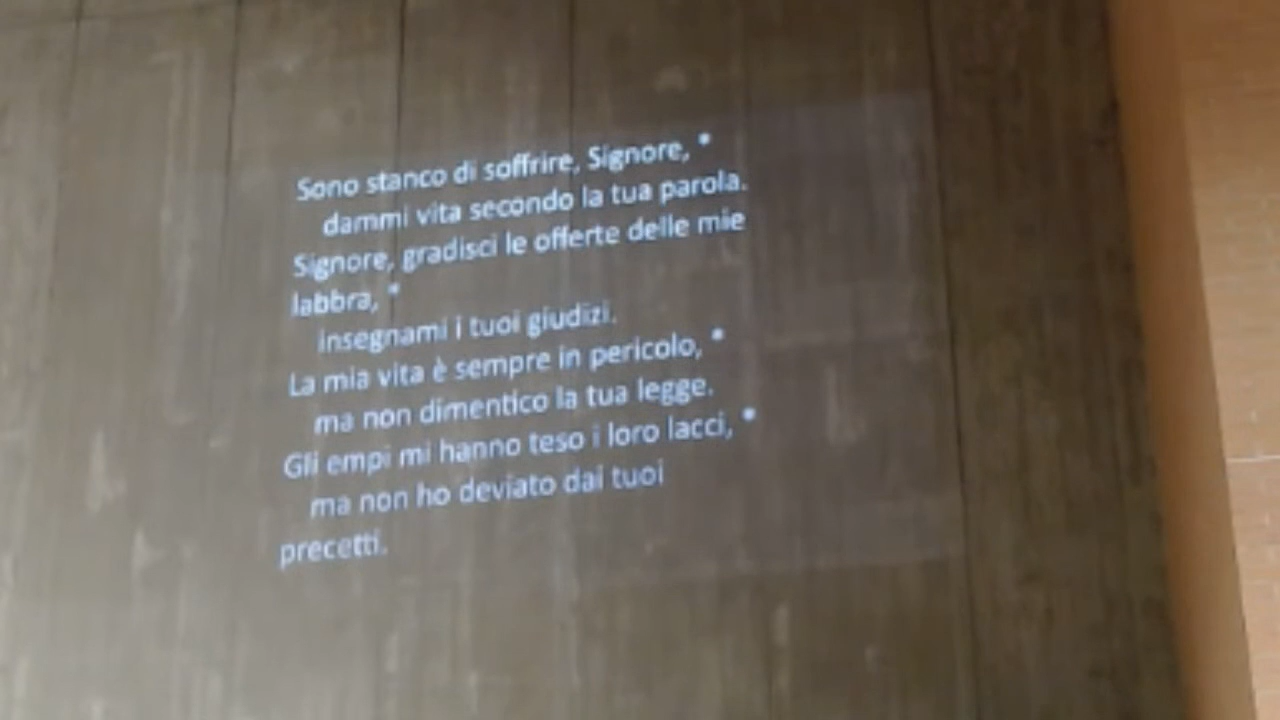 Sono stanco di soffrire, Signore, *
dammi vita secondo la tua parola.
Signore, gradisci le offerte delle mie
labbra, *
insegnami i tuoi giudizi.
La mia vita è sempre in pericolo, *
ma non dimentico la tua legge.
Gli empi mi hanno teso i loro lacci, *
ma non ho deviato dai tuoi
precetti.